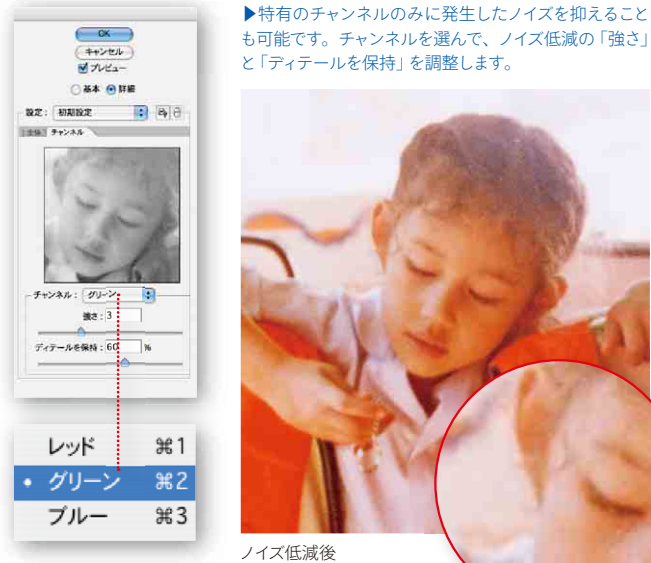 ▶特有のチャンネルのみに発生したノイズを抑えること
も可能です。チャンネルを選んで、ノイズ低減の「強さ」
と「ディテールを保持」を調整します。
OK
キャンセル
プレビュー
基本 詳細
設定： 初期設定
全体 チャンネル
チャンネル： グリーン
強さ： 3
ディテールを保持： 60 %
レッド ⌘1
• グリーン ⌘2
ブルー ⌘3
ノイズ低減後